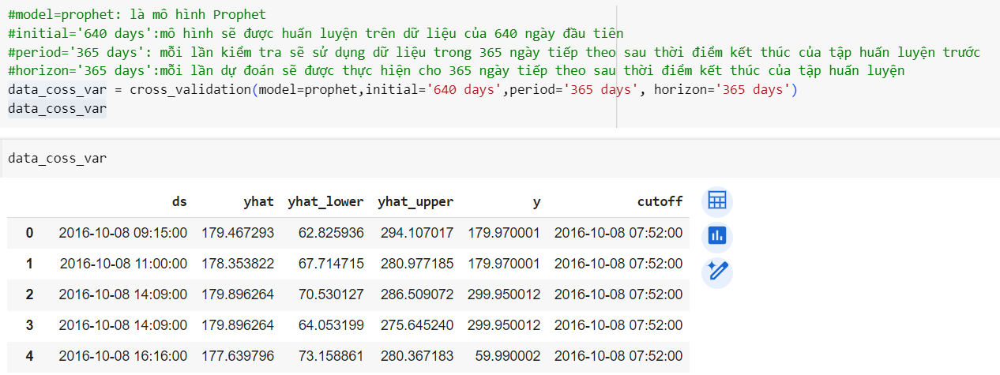 #model=prophet: là mô hình Prophet
#initial='640 days':mô hình sẽ được huấn luyện trên dữ liệu của 640 ngày đầu tiên
#period='365 days': mỗi lần kiểm tra sẽ sử dụng dữ liệu trong 365 ngày tiếp theo sau thời điểm kết thúc của tập huấn luyện trước
#horizon='365 days':mỗi lần dự đoán sẽ được thực hiện cho 365 ngày tiếp theo sau thời điểm kết thúc của tập huấn luyện
data_coss_var = cross_validation(model=prophet,initial='640 days',period='365 days', horizon='365 days')
data_coss_var
data_coss_var
ds yhat yhat_lower yhat_upper y cutoff
0 2016-10-08 09:15:00 179.467293 62.825936 294.107017 179.970001 2016-10-08 07:52:00
1 2016-10-08 11:00:00 178.353822 67.714715 280.977185 179.970001 2016-10-08 07:52:00
2 2016-10-08 14:09:00 179.896264 70.530127 286.509072 299.950012 2016-10-08 07:52:00
3 2016-10-08 14:09:00 179.896264 64.053199 275.645240 299.950012 2016-10-08 07:52:00
4 2016-10-08 16:16:00 177.639796 73.158861 280.367183 59.990002 2016-10-08 07:52:00